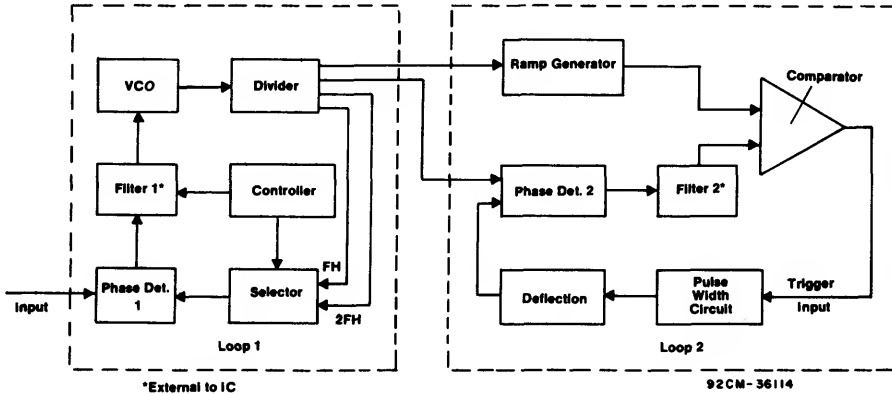 VCO
Divider
Ramp Generator
Comparator
Filter 1*
Controller
Phase Det. 2
Filter 2*
FH
Input
Phase Det.
1
Selector
2FH
Deflection
Pulse
Width
Circuit
Trigger
Input
Loop 1
Loop 2
*External to IC
92CM-36114